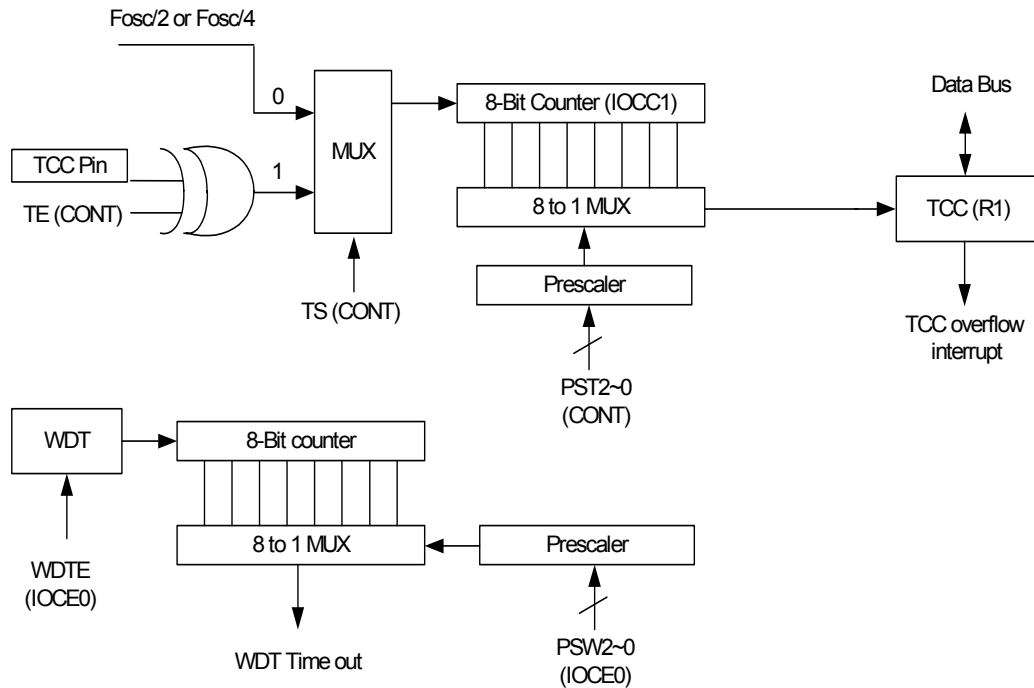 Fosc/2 or Fosc/4
0
TCC Pin
TE (CONT)
1
MUX
TS (CONT)
8-Bit Counter (IOCC1)
8 to 1 MUX
Prescaler
PST2~0
(CONT)
Data Bus
TCC (R1)
TCC overflow
interrupt
WDT
WDTE
(IOCE0)
8-Bit counter
8 to 1 MUX
WDT Time out
Prescaler
PSW2~0
(IOCE0)